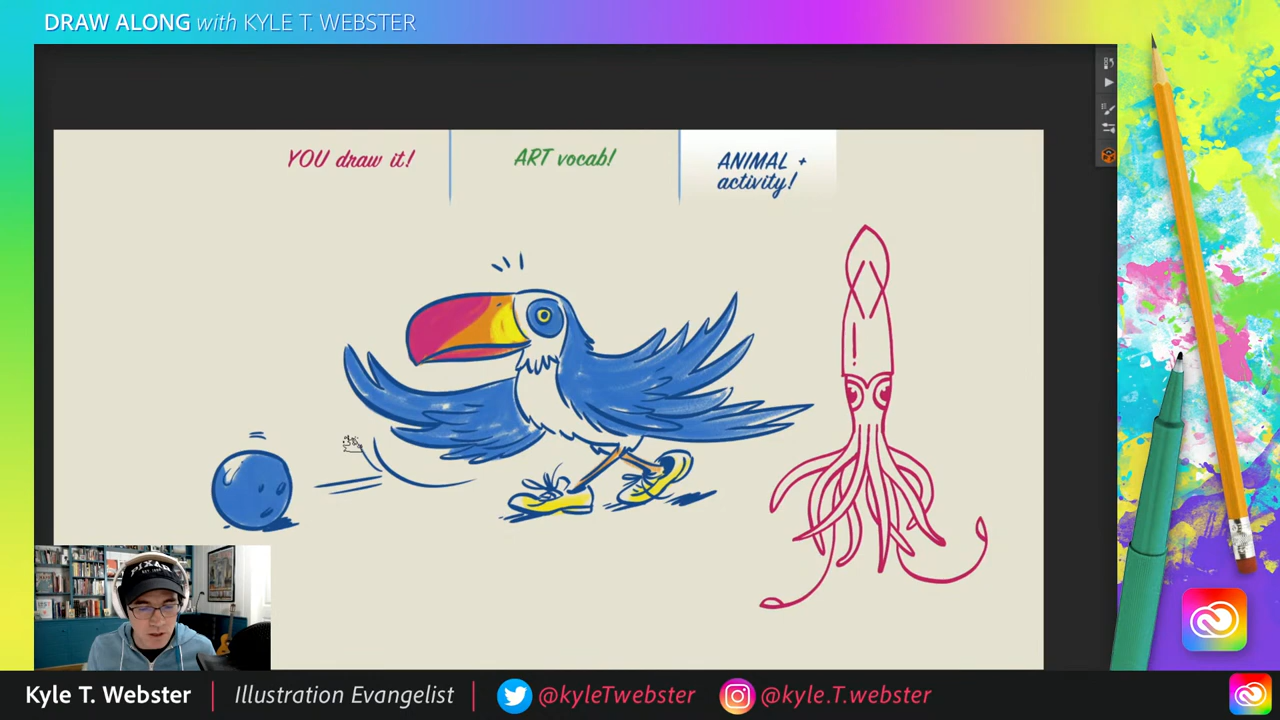 DRAW ALONG with KYLE T. WEBSTER
YOU draw it!
ART vocab!
ANIMAL +
activity!
PIXAR
Kyle T. Webster | Illustration Evangelist @kyleTwebster @kyle.T.webster